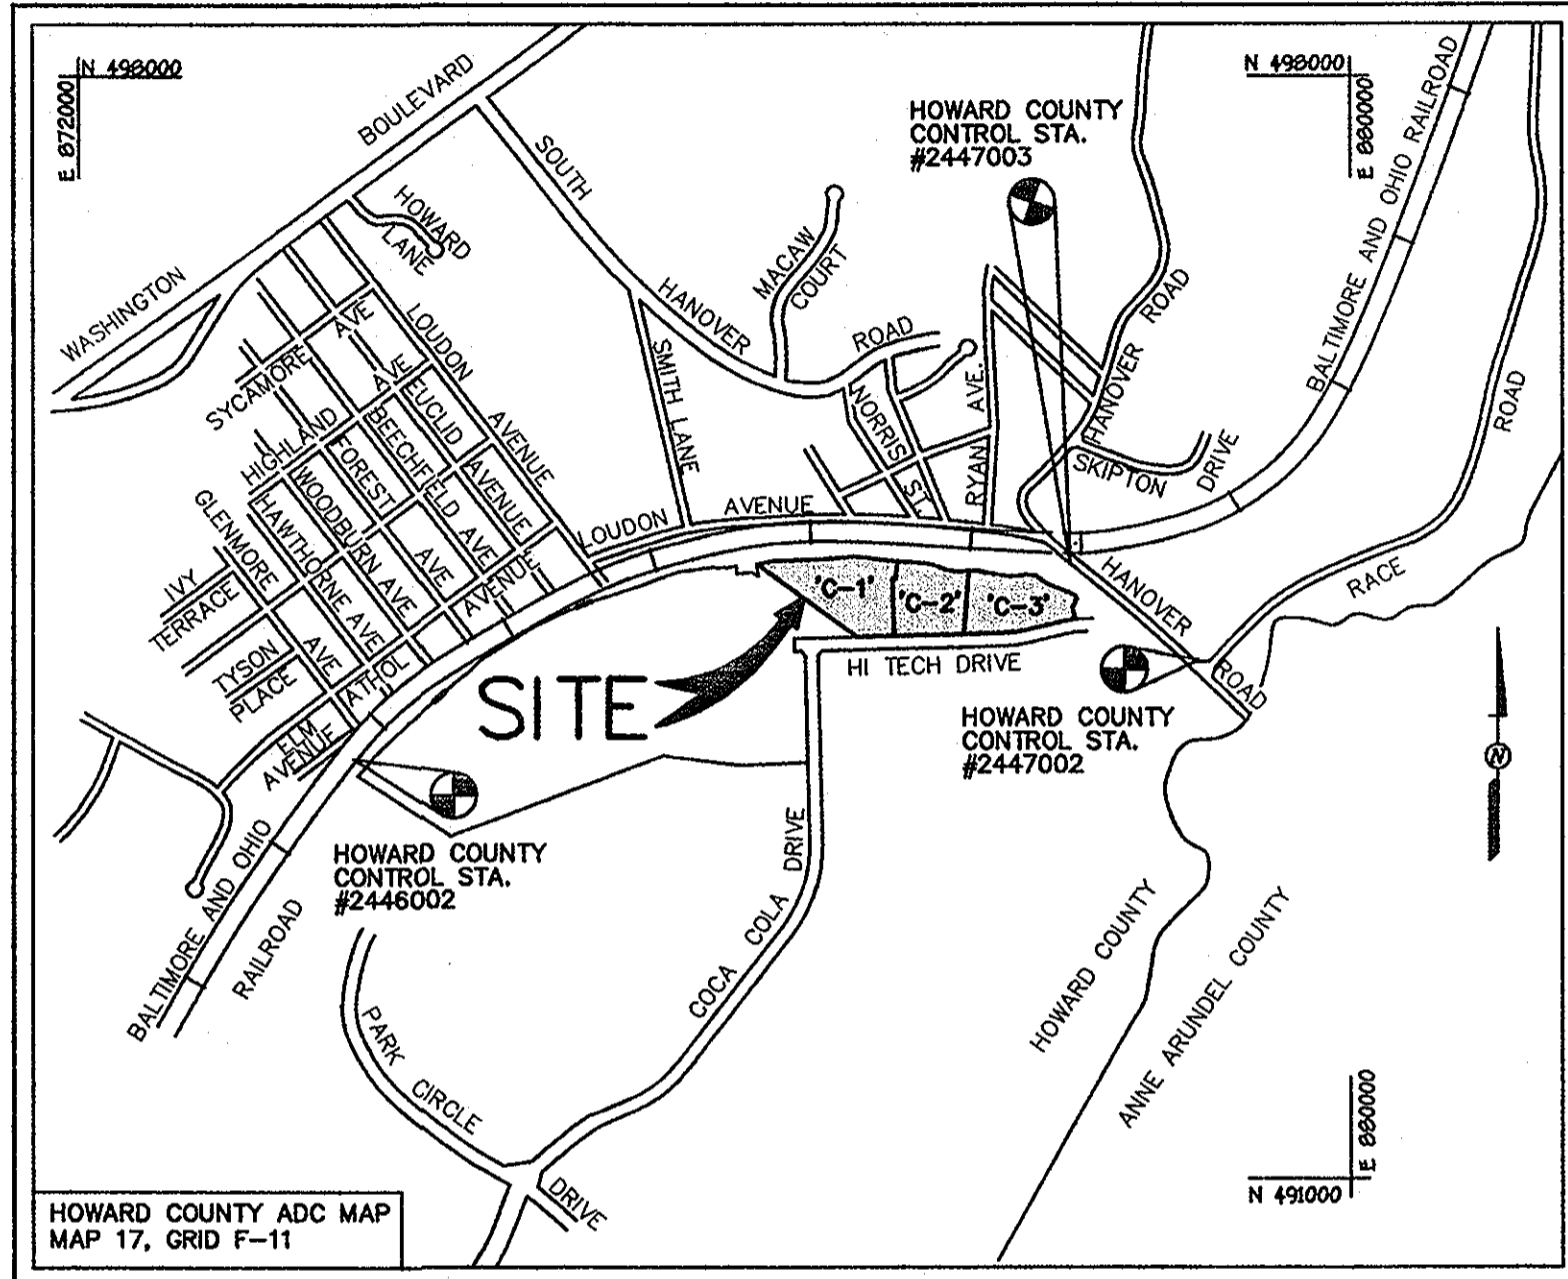 N 498000
E 872000
N 498000
E 880000
WASHINGTON BOULEVARD
HOWARD LANE
SOUTH HANOVER ROAD
MACAW COURT
HOWARD COUNTY
CONTROL STA.
#2447003
HANOVER ROAD
BALTIMORE AND OHIO RAILROAD
RACE ROAD
SKIPTON DRIVE
RYAN AVE.
NORRIS ST.
SMITH LANE
LOUDON AVENUE
LOUDON AVENUE
SYCAMORE AVE
HIGHLAND AVE
EUCLID AVENUE
BEECHFIELD AVE
FOREST AVE
WOODBURN AVE
HAWTHORNE AVE
GLENMORE AVE
IVY TERRACE
TYSON PLACE
ATHOL AVENUE
ELM AVENUE
'C-1'
'C-2'
'C-3'
HI TECH DRIVE
HANOVER ROAD
SITE
HOWARD COUNTY
CONTROL STA.
#2447002
N
HOWARD COUNTY
CONTROL STA.
#2446002
BALTIMORE AND OHIO RAILROAD
COCA COLA DRIVE
PARK CIRCLE DRIVE
HOWARD COUNTY
ANNE ARUNDEL COUNTY
E 880000
N 491000
HOWARD COUNTY ADC MAP
MAP 17, GRID F-11